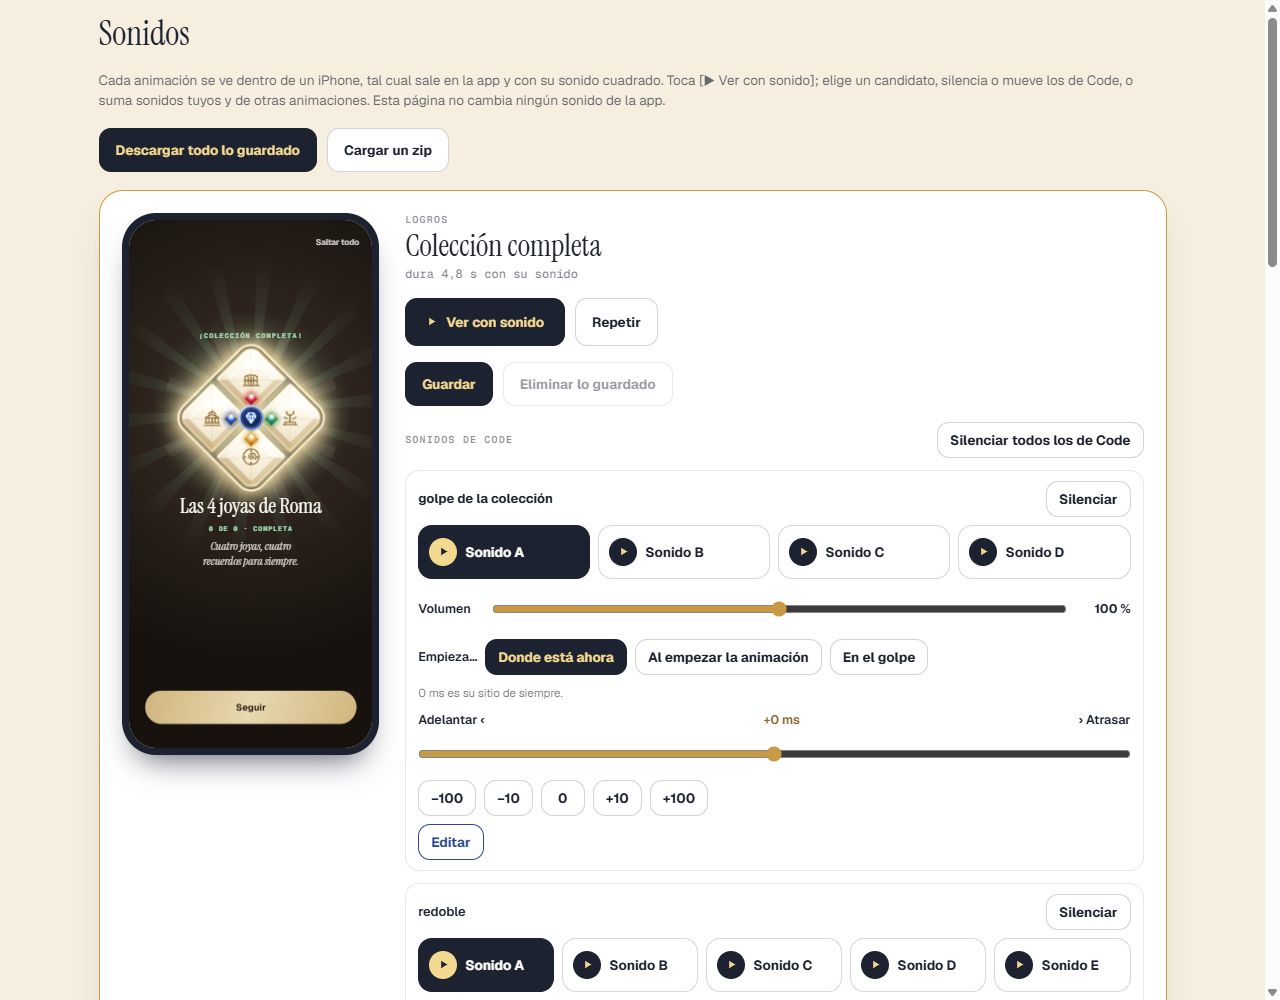 Sonidos
Cada animación se ve dentro de un iPhone, tal cual sale en la app y con su sonido cuadrado. Toca [▶ Ver con sonido]; elige un candidato, silencia o mueve los de Code, o
suma sonidos tuyos y de otras animaciones. Esta página no cambia ningún sonido de la app.
Descargar todo lo guardado
Cargar un zip
Saltar todo
¡COLECCIÓN COMPLETA!
Las 4 joyas de Roma
0 DE 0 · COMPLETA
Cuatro joyas, cuatro
recuerdos para siempre.
Seguir
LOGROS
Colección completa
dura 4,8 s con su sonido
Ver con sonido
Repetir
Guardar
Eliminar lo guardado
SONIDOS DE CODE
Silenciar todos los de Code
golpe de la colección
Silenciar
Sonido A
Sonido B
Sonido C
Sonido D
Volumen
100 %
Empieza...
Donde está ahora
Al empezar la animación
En el golpe
0 ms es su sitio de siempre.
Adelantar ‹
+0 ms
› Atrasar
−100
−10
0
+10
+100
Editar
redoble
Silenciar
Sonido A
Sonido B
Sonido C
Sonido D
Sonido E